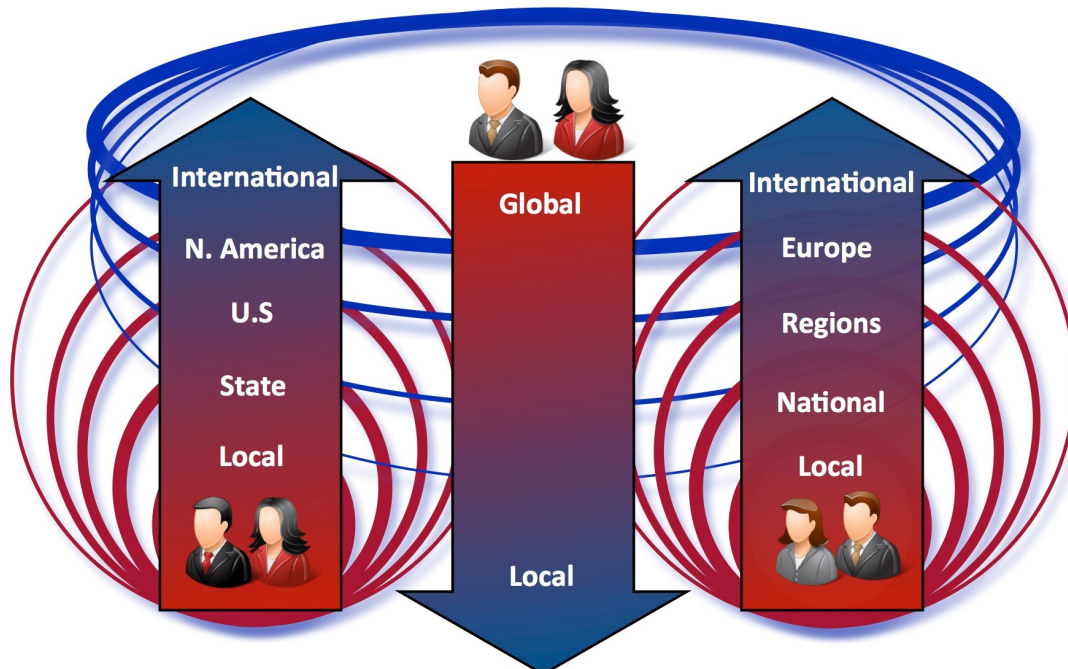 International
N. America
U.S
State
Local
Global
Local
International
Europe
Regions
National
Local